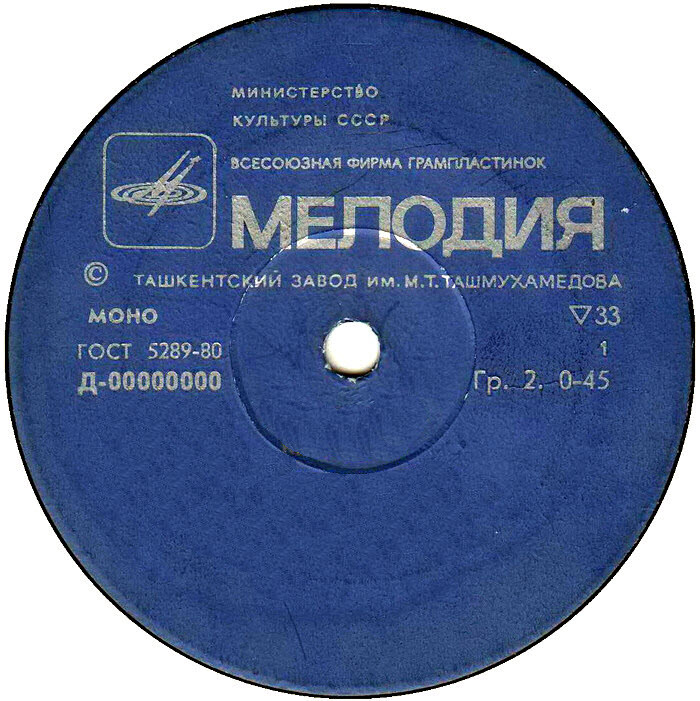 МИНИСТЕРСТВО
КУЛЬТУРЫ СССР
ВСЕСОЮЗНАЯ ФИРМА ГРАМПЛАСТИНОК
МЕЛОДИЯ
© ТАШКЕНТСКИЙ ЗАВОД ИМ. М.Т. ТАШМУХАМЕДОВА
МОНО ▽33
ГОСТ 5289-80 1
Д-00000000 Гр. 2. 0-45